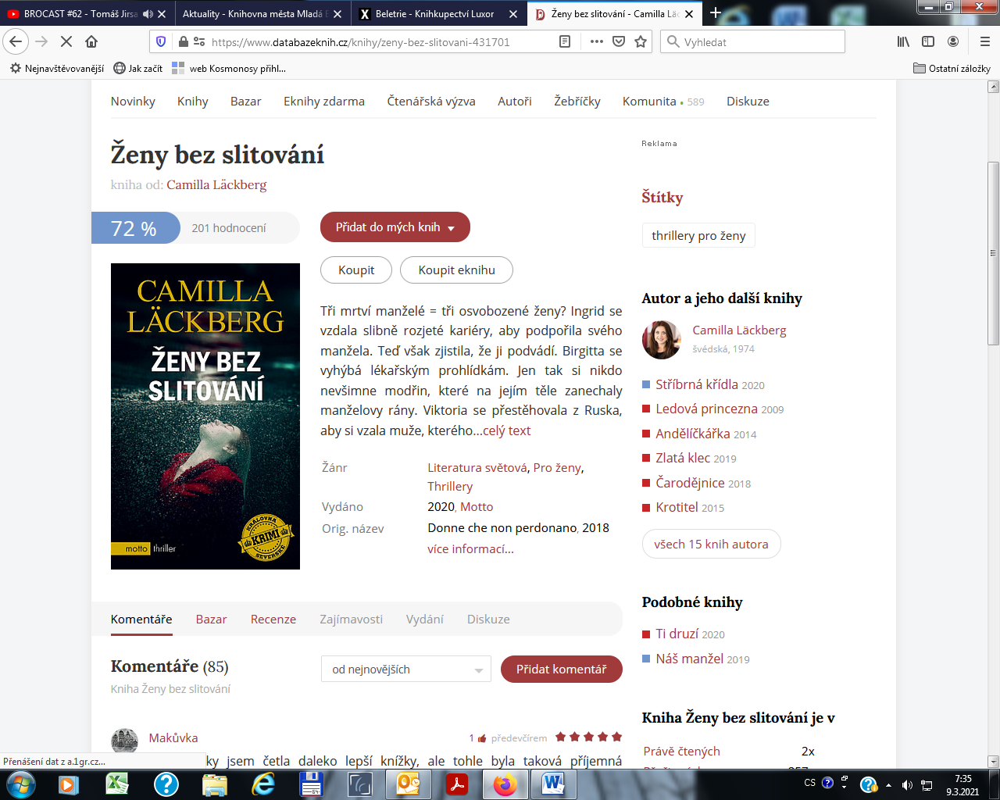 BROCAST #62 - Tomáš Jirsa
Aktuality - Knihovna města Mladá B
Beletrie - Knihkupectví Luxor
Ženy bez slitování - Camilla Läc
https://www.databazeknih.cz/knihy/zeny-bez-slitovani-431701
Vyhledat
Nejnavštěvovanější
Jak začít
web Kosmonosy přihl...
Ostatní záložky
Novinky Knihy Bazar Eknihy zdarma Čtenářská výzva Autoři Žebříčky Komunita • 589 Diskuze
Ženy bez slitování
kniha od: Camilla Läckberg
72 %
201 hodnocení
Přidat do mých knih
Koupit
Koupit eknihu
CAMILLA
LÄCKBERG
ŽENY BEZ
SLITOVÁNÍ
KRÁLOVNA
KRIMI
SEVERSKÉ
motto thriller
Tři mrtví manželé = tři osvobozené ženy? Ingrid se
vzdala slibně rozjeté kariéry, aby podpořila svého
manžela. Teď však zjistila, že ji podvádí. Birgitta se
vyhýbá lékařským prohlídkám. Jen tak si nikdo
nevšimne modřin, které na jejím těle zanechaly
manželovy rány. Viktoria se přestěhovala z Ruska,
aby si vzala muže, kterého...celý text
Žánr Literatura světová, Pro ženy,
Thrillery
Vydáno 2020, Motto
Orig. název Donne che non perdonano, 2018
více informací...
Komentáře Bazar Recenze Zajímavosti Vydání Diskuze
Komentáře (85)
Kniha Ženy bez slitování
od nejnovějších
Přidat komentář
Makůvka
1 předevčírem
ky jsem četla daleko lepší knížky, ale tohle byla taková příjemná
Reklama
Štítky
thrillery pro ženy
Autor a jeho další knihy
Camilla Läckberg
švédská, 1974
Stříbrná křídla 2020
Ledová princezna 2009
Andělíčkářka 2014
Zlatá klec 2019
Čarodějnice 2018
Krotitel 2015
všech 15 knih autora
Podobné knihy
Ti druzí 2020
Náš manžel 2019
Kniha Ženy bez slitování je v
Právě čtených 2x
Přenášení dat z a.1gr.cz...
CS
7:35
9.3.2021